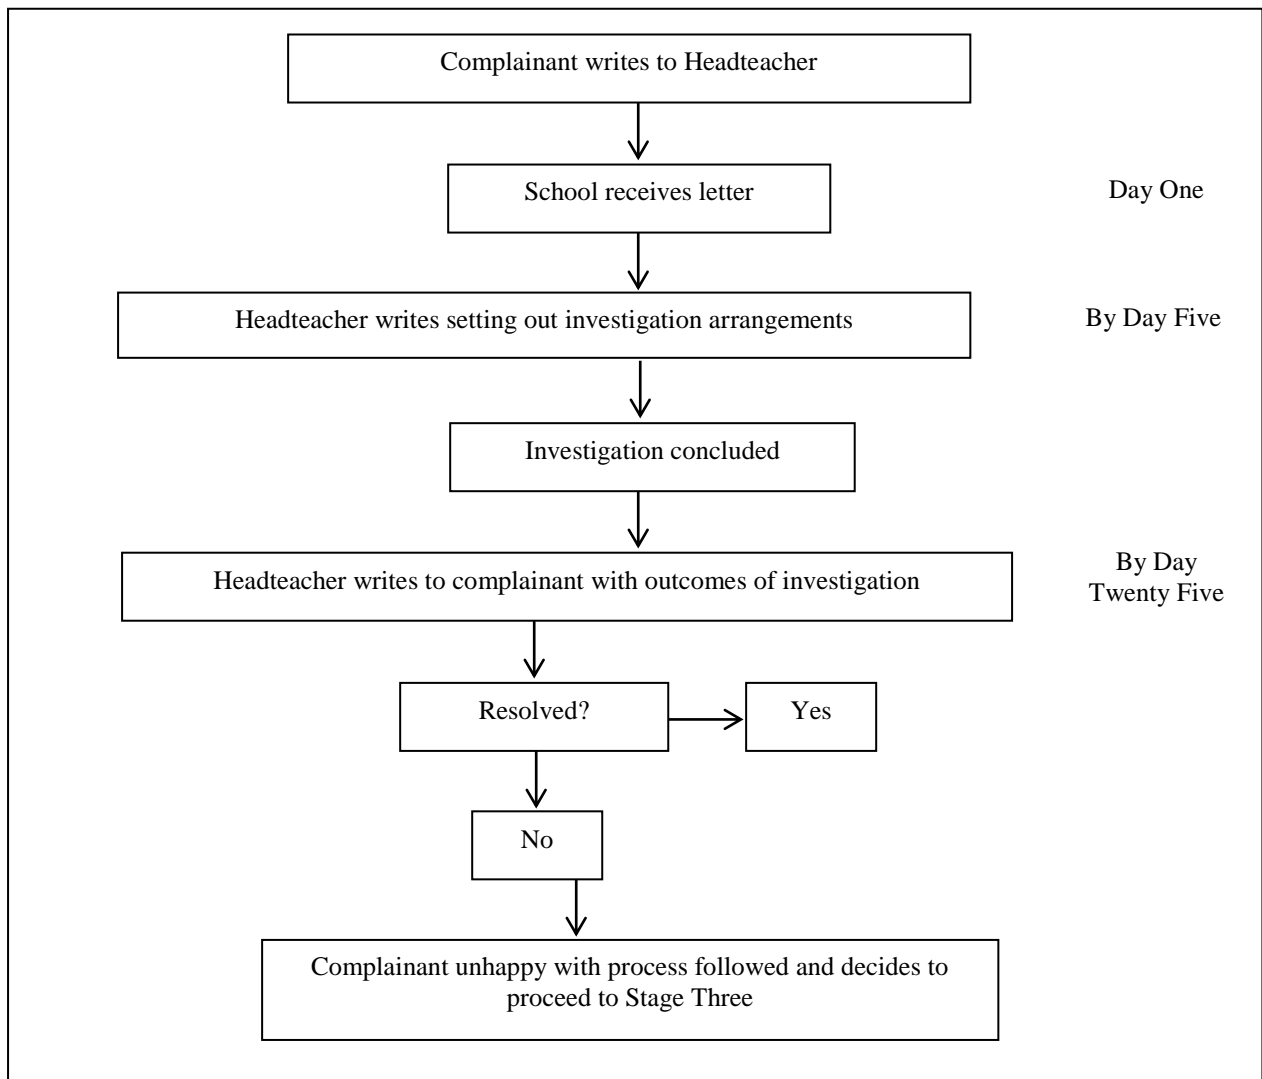 Complainant writes to Headteacher
School receives letter
Day One
Headteacher writes setting out investigation arrangements
By Day Five
Investigation concluded
Headteacher writes to complainant with outcomes of investigation
By Day
Twenty Five
Resolved?
Yes
No
Complainant unhappy with process followed and decides to
proceed to Stage Three